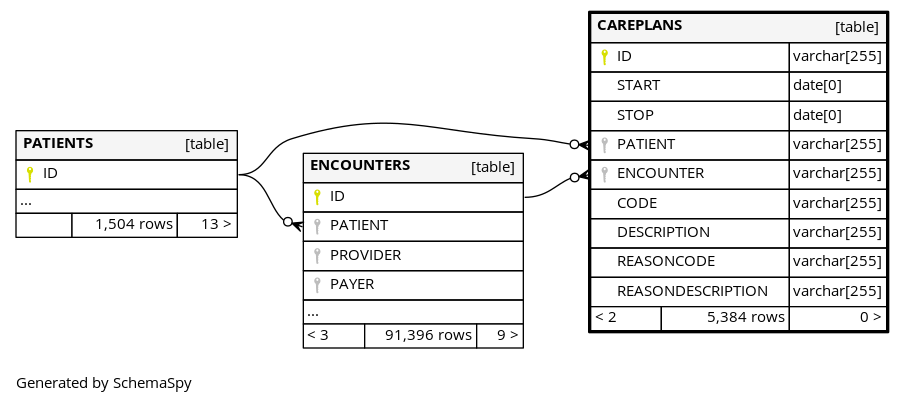 CAREPLANS [table]
ID varchar[255]
START date[0]
STOP date[0]
PATIENT varchar[255]
ENCOUNTER varchar[255]
CODE varchar[255]
DESCRIPTION varchar[255]
REASONCODE varchar[255]
REASONDESCRIPTION varchar[255]
< 2 5,384 rows 0 >
PATIENTS [table]
ID
...
1,504 rows 13 >
ENCOUNTERS [table]
ID
PATIENT
PROVIDER
PAYER
...
< 3 91,396 rows 9 >
Generated by SchemaSpy